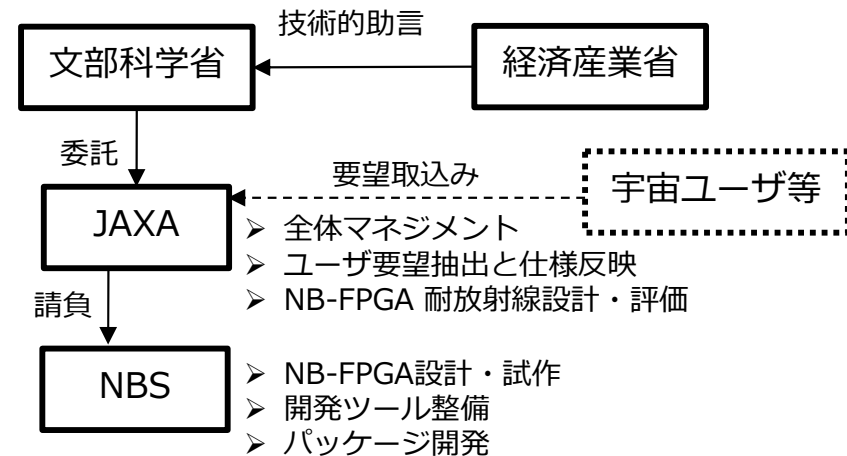 技術的助言
文部科学省
経済産業省
委託
要望取込み
宇宙ユーザ等
JAXA
➢ 全体マネジメント
➢ ユーザ要望抽出と仕様反映
➢ NB-FPGA 耐放射線設計・評価
請負
NBS
➢ NB-FPGA設計・試作
➢ 開発ツール整備
➢ パッケージ開発